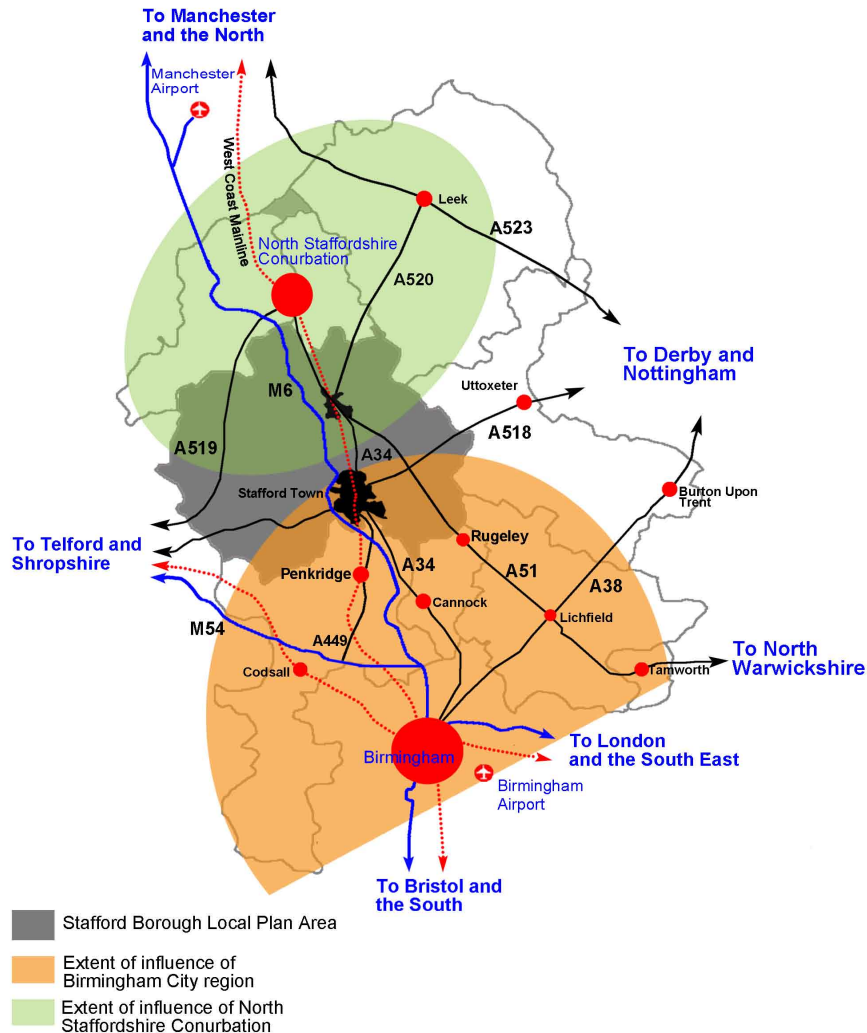 To Manchester
and the North
Manchester
Airport
West Coast Mainline
Leek
A523
North Staffordshire
Conurbation
A520
To Derby and
Nottingham
Uttoxeter
M6
A518
A519
A34
Stafford Town
Burton Upon
Trent
Rugeley
To Telford and
Shropshire
Penkridge
A34
A51
A38
Cannock
Lichfield
M54
A449
To North
Warwickshire
Codsall
Tamworth
To London
and the South East
Birmingham
Birmingham
Airport
To Bristol and
the South
Stafford Borough Local Plan Area
Extent of influence of
Birmingham City region
Extent of influence of North
Staffordshire Conurbation